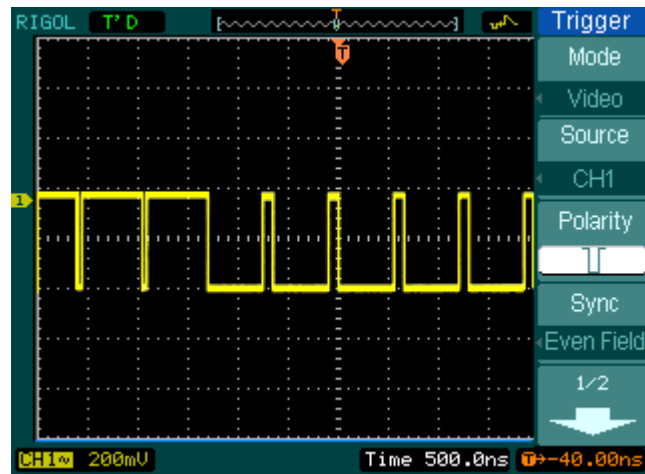 RIGOL T'D
T
T
1
Trigger
Mode
Video
Source
CH1
Polarity
Sync
Even Field
1/2
CH1~ 200mV Time 500.0ns T→-40.00ns